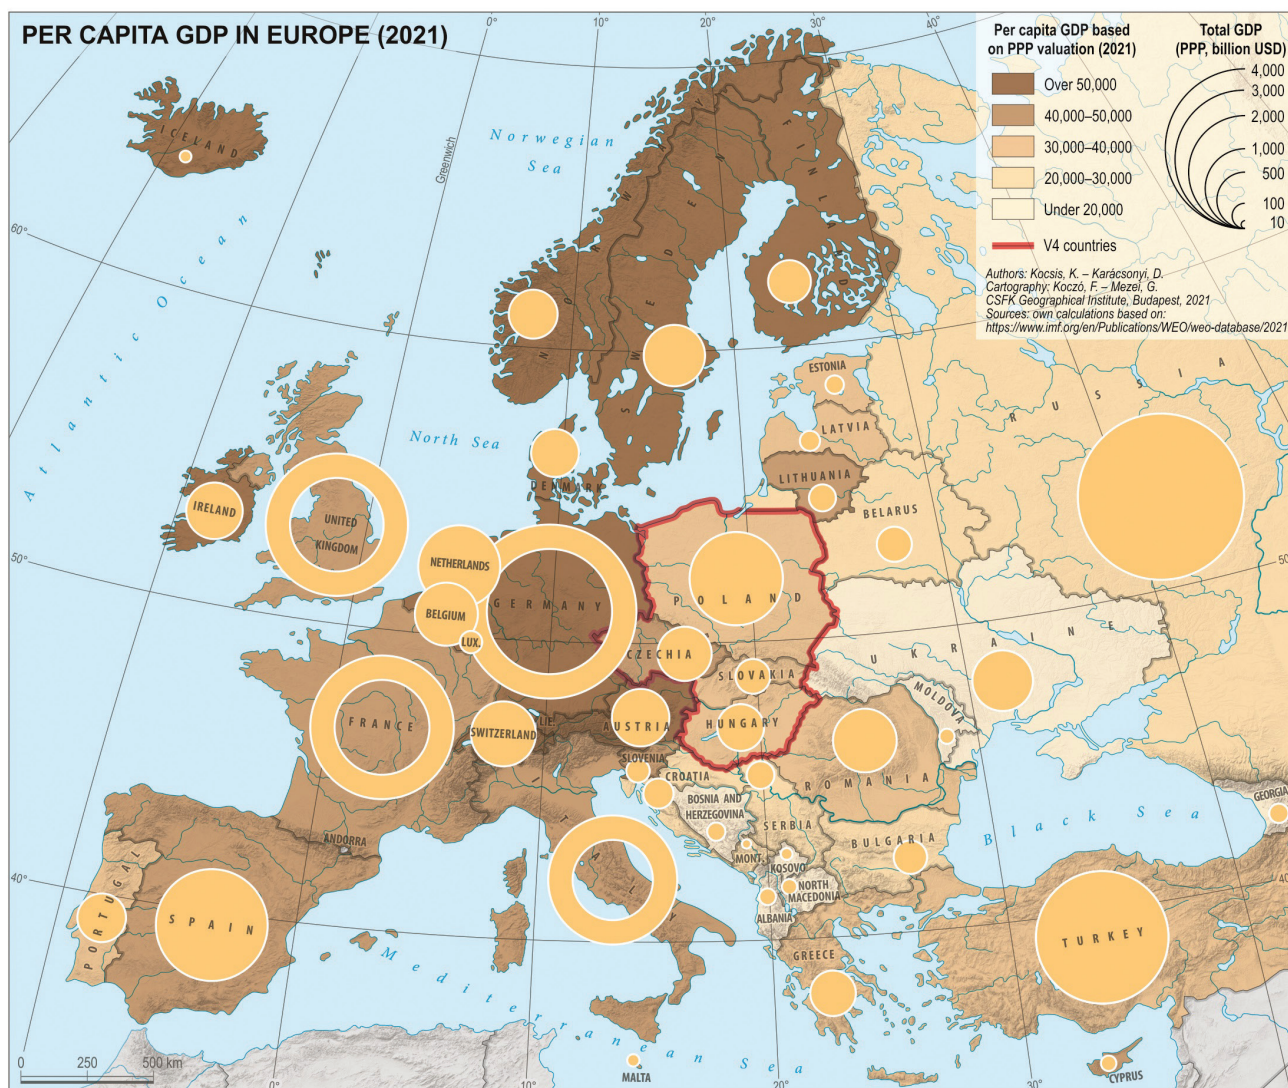 PER CAPITA GDP IN EUROPE (2021)
0°
10°
20°
30°
40°
Per capita GDP based
on PPP valuation (2021)
Over 50,000
40,000–50,000
30,000–40,000
20,000–30,000
Under 20,000
V4 countries
Total GDP
(PPP, billion USD)
4,000
3,000
2,000
1,000
500
100
10
Authors: Kocsis, K. – Karácsonyi, D.
Cartography: Koczó, F. – Mezei, G.
CSFK Geographical Institute, Budapest, 2021
Sources: own calculations based on:
https://www.imf.org/en/Publications/WEO/weo-database/2021
ICELAND
Norwegian
Sea
Greenwich
NORWAY
SWEDEN
FINLAND
60°
Atlantic Ocean
RUSSIA
ESTONIA
LATVIA
LITHUANIA
North Sea
DENMARK
BELARUS
IRELAND
UNITED
KINGDOM
50°
50
NETHERLANDS
BELGIUM
LUX.
GERMANY
POLAND
CZECHIA
SLOVAKIA
UKRAINE
MOLDOVA
FRANCE
SWITZERLAND
LIE.
AUSTRIA
HUNGARY
SLOVENIA
CROATIA
ROMANIA
BOSNIA AND
HERZEGOVINA
SERBIA
BULGARIA
Black Sea
GEORGIA
ANDORRA
ITALY
MONT.
KOSOVO
NORTH
MACEDONIA
ALBANIA
40°
40
PORTUGAL
SPAIN
GREECE
TURKEY
Mediterranean Sea
MALTA
CYPRUS
0
250
500 km
0°
10°
20°
30°